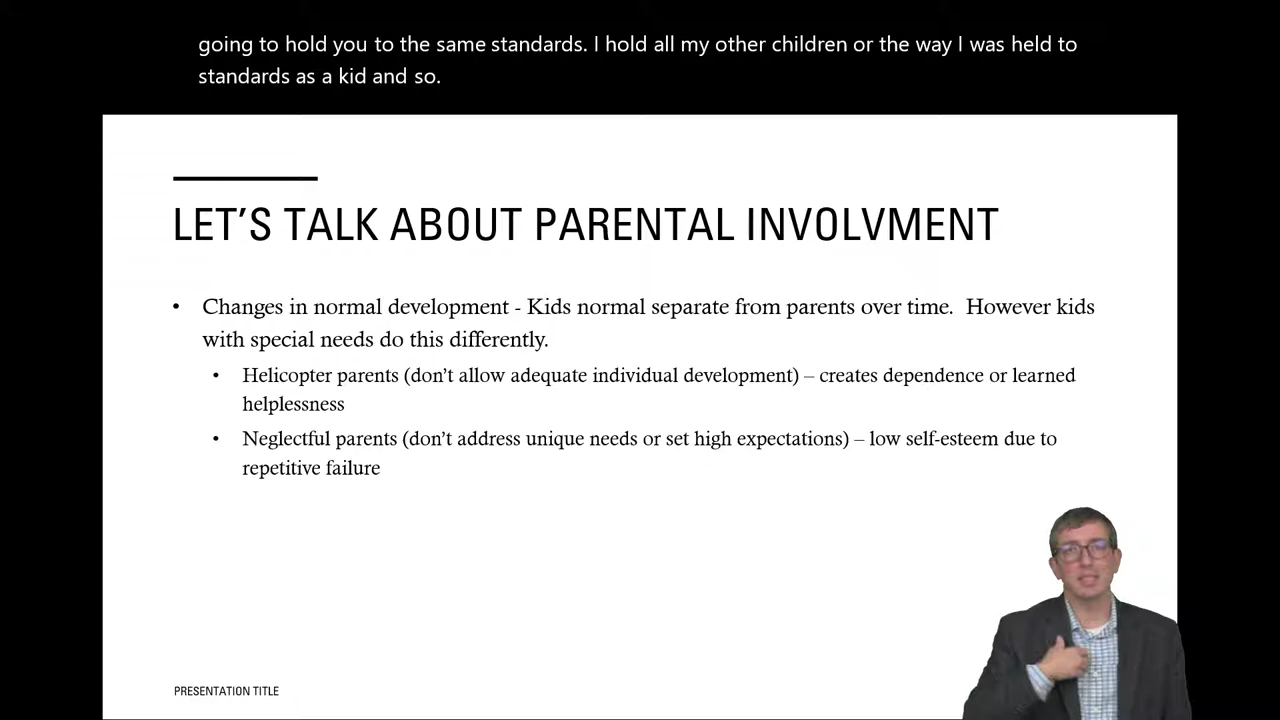 going to hold you to the same standards. I hold all my other children or the way I was held to
standards as a kid and so.
LET’S TALK ABOUT PARENTAL INVOLVMENT
• Changes in normal development - Kids normal separate from parents over time.  However kids
with special needs do this differently.
• Helicopter parents (don’t allow adequate individual development) – creates dependence or learned
helplessness
• Neglectful parents (don’t address unique needs or set high expectations) – low self-esteem due to
repetitive failure
PRESENTATION TITLE